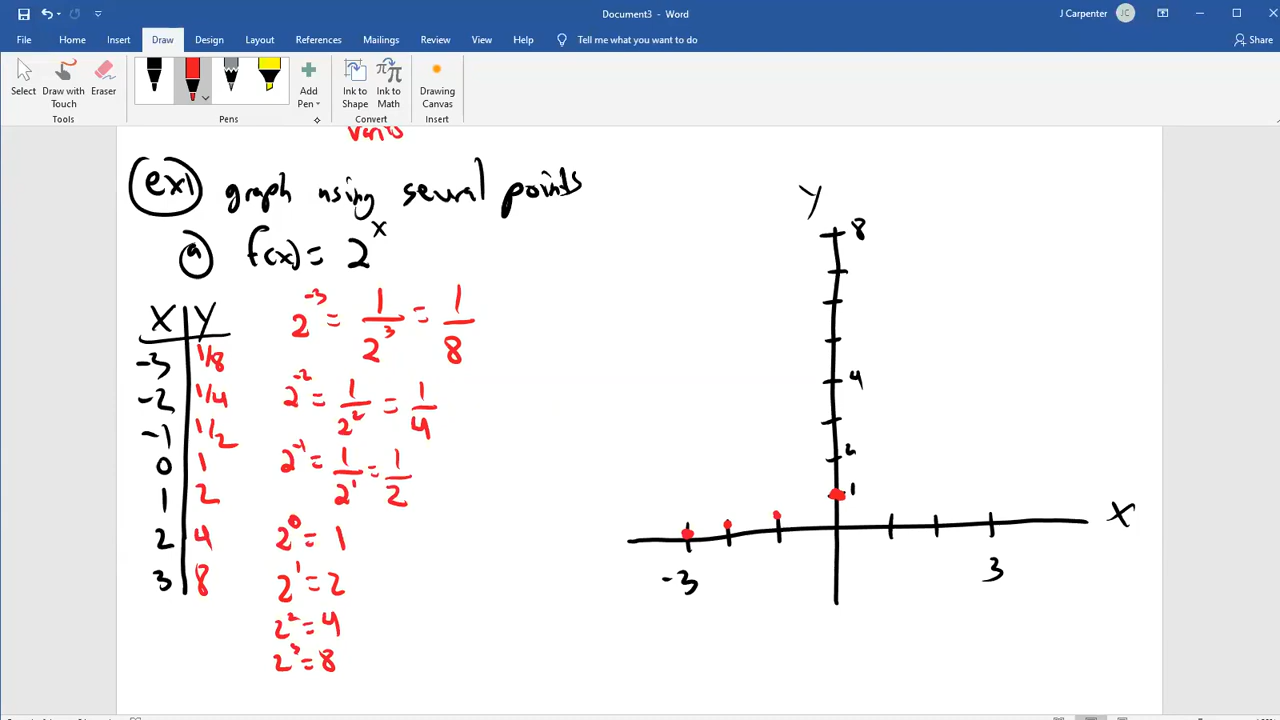 Document3 - Word
J Carpenter
JC
File Home Insert Draw Design Layout References Mailings Review View Help Tell me what you want to do
Share
Select
Draw with Touch
Eraser
Add Pen
Ink to Shape
Ink to Math
Drawing Canvas
Tools
Pens
Convert
Insert
ex1 graph using several points
a f(x) = 2^x
X Y
-3 1/8
-2 1/4
-1 1/2
0 1
1 2
2 4
3 8
2^-3 = 1/2^3 = 1/8
2^-2 = 1/2^2 = 1/4
2^-1 = 1/2^1 = 1/2
2^0 = 1
2^1 = 2
2^2 = 4
2^3 = 8
Y
8
4
2
1
X
-3
3